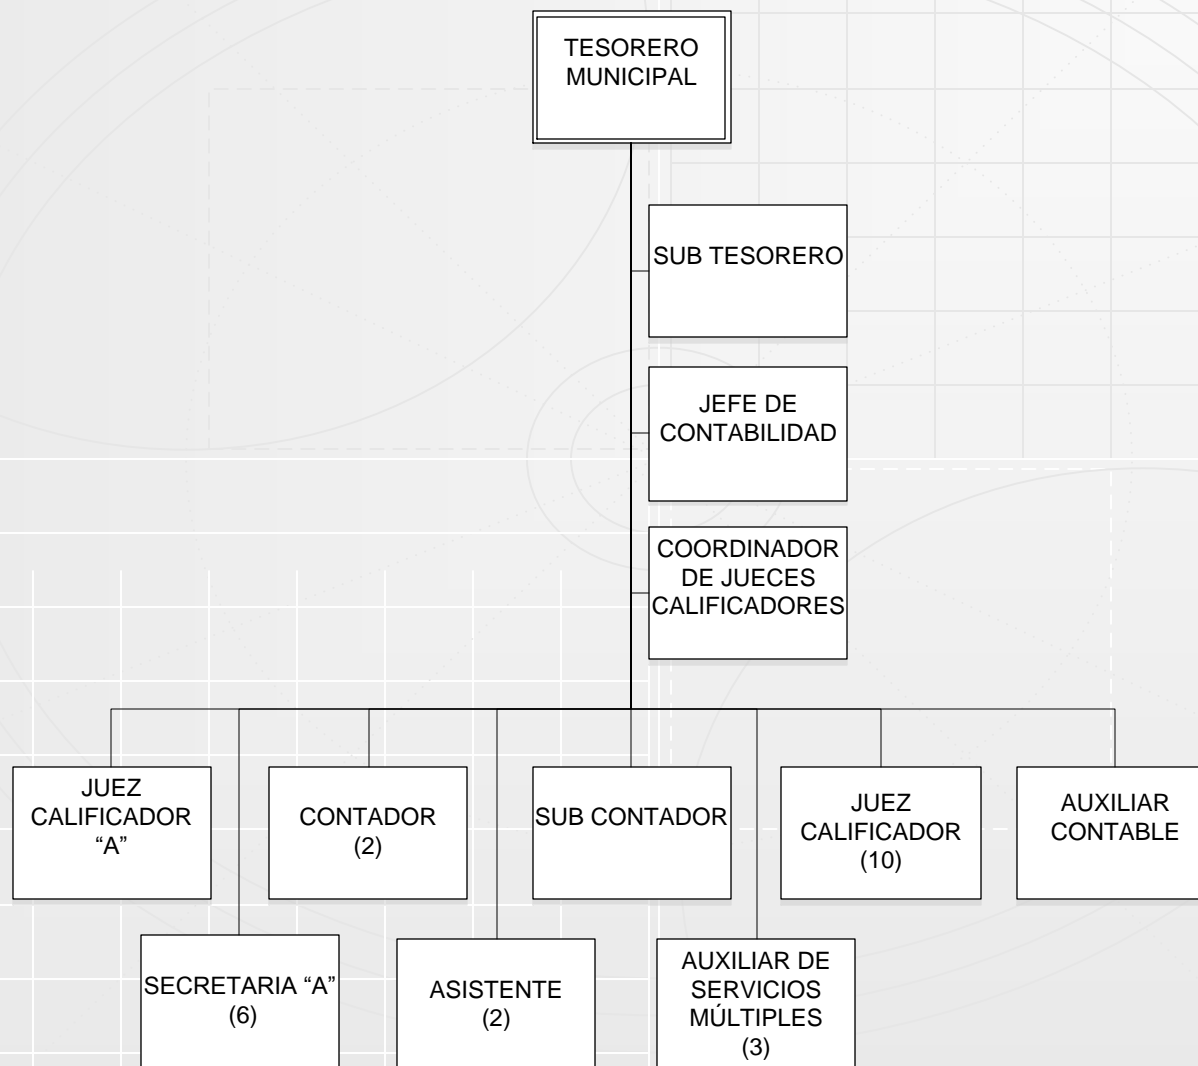 TESORERO
MUNICIPAL
SUB TESORERO
JEFE DE
CONTABILIDAD
COORDINADOR
DE JUECES
CALIFICADORES
JUEZ
CALIFICADOR
“A”
CONTADOR
(2)
SUB CONTADOR
JUEZ
CALIFICADOR
(10)
AUXILIAR
CONTABLE
SECRETARIA “A”
(6)
ASISTENTE
(2)
AUXILIAR DE
SERVICIOS
MÚLTIPLES
(3)